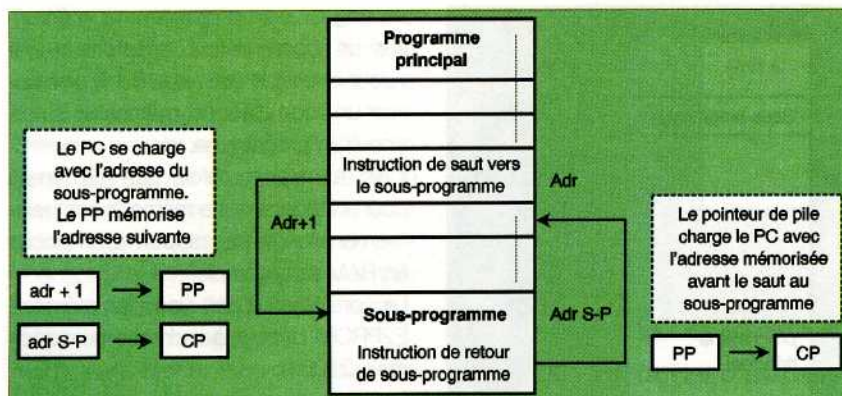 Programme
principal
Le PC se charge
avec l'adresse du
sous-programme.
Le PP mémorise
l'adresse suivante
adr + 1
PP
adr S-P
CP
Instruction de saut vers
le sous-programme
Adr
Adr+1
Sous-programme
Adr S-P
Instruction de retour
de sous-programme
Le pointeur de pile
charge le PC avec
l'adresse mémorisée
avant le saut au
sous-programme
PP
CP